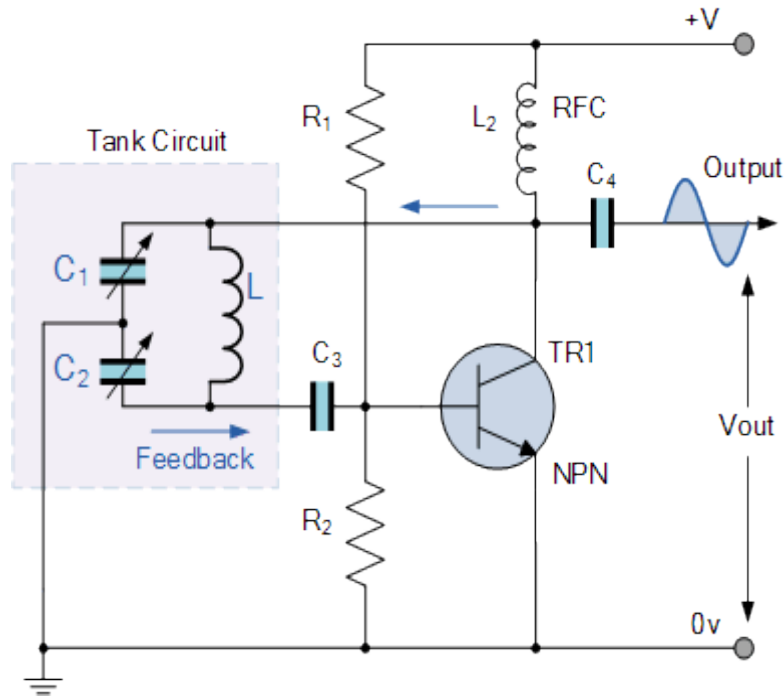 +V
R1
L2
RFC
Tank Circuit
C4
Output
C1
L
C2
C3
TR1
Vout
Feedback
NPN
R2
0v